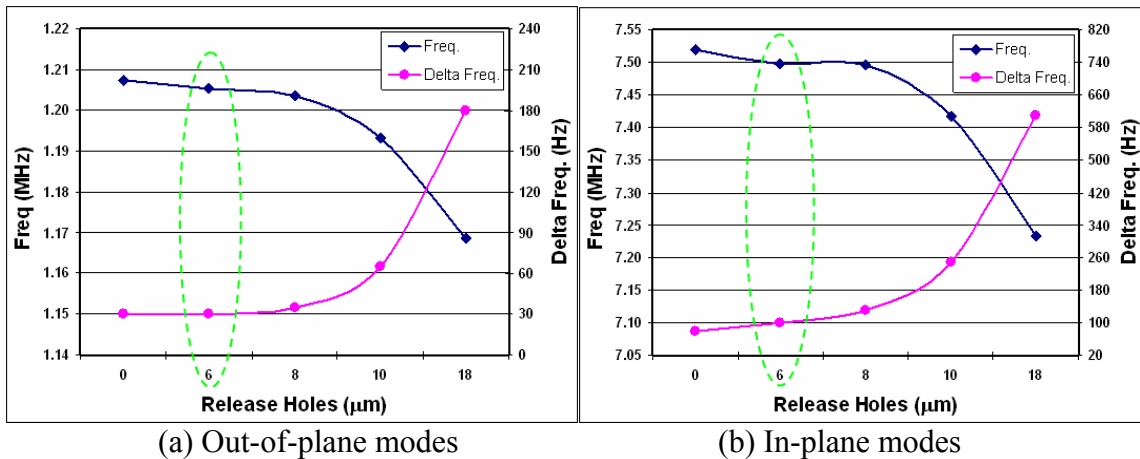 1.22
1.21
1.20
1.19
1.18
1.17
1.16
1.15
1.14
Freq (MHz)
Freq.
Delta Freq.
240
210
180
150
120
90
60
30
0
Delta Freq. (Hz)
0 6 8 10 18
Release Holes (μm)
(a) Out-of-plane modes
7.55
7.50
7.45
7.40
7.35
7.30
7.25
7.20
7.15
7.10
7.05
Freq (MHz)
Freq.
Delta Freq.
820
740
660
580
500
420
340
260
180
100
20
Delta Freq. (Hz)
0 6 8 10 18
Release Holes (μm)
(b) In-plane modes